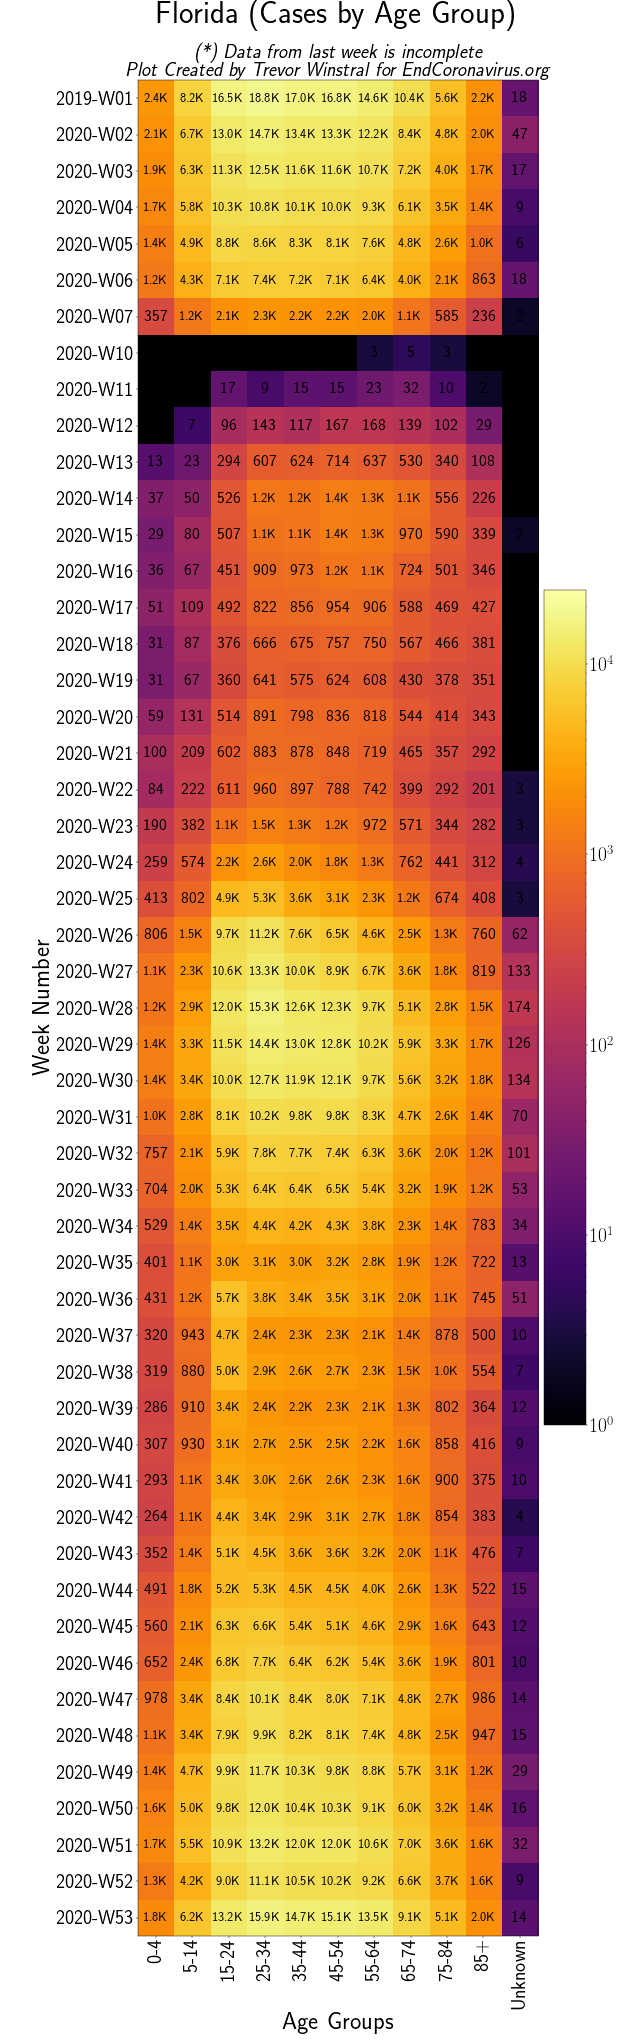 Florida (Cases by Age Group)
(*) Data from last week is incomplete
Plot Created by Trevor Winstral for EndCoronavirus.org
2019-W01 2.4K 8.2K 16.5K 18.8K 17.0K 16.8K 14.6K 10.4K 5.6K 2.2K 18
2020-W02 2.1K 6.7K 13.0K 14.7K 13.4K 13.3K 12.2K 8.4K 4.8K 2.0K 47
2020-W03 1.9K 6.3K 11.3K 12.5K 11.6K 11.6K 10.7K 7.2K 4.0K 1.7K 17
2020-W04 1.7K 5.8K 10.3K 10.8K 10.1K 10.0K 9.3K 6.1K 3.5K 1.4K 9
2020-W05 1.4K 4.9K 8.8K 8.6K 8.3K 8.1K 7.6K 4.8K 2.6K 1.0K 6
2020-W06 1.2K 4.3K 7.1K 7.4K 7.2K 7.1K 6.4K 4.0K 2.1K 863 18
2020-W07 357 1.2K 2.1K 2.3K 2.2K 2.2K 2.0K 1.1K 585 236 2
2020-W10 3 5 3
2020-W11 17 9 15 15 23 32 10 2
2020-W12 7 96 143 117 167 168 139 102 29
2020-W13 13 23 294 607 624 714 637 530 340 108
2020-W14 37 50 526 1.2K 1.2K 1.4K 1.3K 1.1K 556 226
2020-W15 29 80 507 1.1K 1.1K 1.4K 1.3K 970 590 339 2
2020-W16 36 67 451 909 973 1.2K 1.1K 724 501 346
2020-W17 51 109 492 822 856 954 906 588 469 427
2020-W18 31 87 376 666 675 757 750 567 466 381
2020-W19 31 67 360 641 575 624 608 430 378 351
2020-W20 59 131 514 891 798 836 818 544 414 343
2020-W21 100 209 602 883 878 848 719 465 357 292
2020-W22 84 222 611 960 897 788 742 399 292 201 3
2020-W23 190 382 1.1K 1.5K 1.3K 1.2K 972 571 344 282 3
2020-W24 259 574 2.2K 2.6K 2.0K 1.8K 1.3K 762 441 312 4
2020-W25 413 802 4.9K 5.3K 3.6K 3.1K 2.3K 1.2K 674 408 3
2020-W26 806 1.5K 9.7K 11.2K 7.6K 6.5K 4.6K 2.5K 1.3K 760 62
2020-W27 1.1K 2.3K 10.6K 13.3K 10.0K 8.9K 6.7K 3.6K 1.8K 819 133
2020-W28 1.2K 2.9K 12.0K 15.3K 12.6K 12.3K 9.7K 5.1K 2.8K 1.5K 174
2020-W29 1.4K 3.3K 11.5K 14.4K 13.0K 12.8K 10.2K 5.9K 3.3K 1.7K 126
2020-W30 1.4K 3.4K 10.0K 12.7K 11.9K 12.1K 9.7K 5.6K 3.2K 1.8K 134
2020-W31 1.0K 2.8K 8.1K 10.2K 9.8K 9.8K 8.3K 4.7K 2.6K 1.4K 70
2020-W32 757 2.1K 5.9K 7.8K 7.7K 7.4K 6.3K 3.6K 2.0K 1.2K 101
2020-W33 704 2.0K 5.3K 6.4K 6.4K 6.5K 5.4K 3.2K 1.9K 1.2K 53
2020-W34 529 1.4K 3.5K 4.4K 4.2K 4.3K 3.8K 2.3K 1.4K 783 34
2020-W35 401 1.1K 3.0K 3.1K 3.0K 3.2K 2.8K 1.9K 1.2K 722 13
2020-W36 431 1.2K 5.7K 3.8K 3.4K 3.5K 3.1K 2.0K 1.1K 745 51
2020-W37 320 943 4.7K 2.4K 2.3K 2.3K 2.1K 1.4K 878 500 10
2020-W38 319 880 5.0K 2.9K 2.6K 2.7K 2.3K 1.5K 1.0K 554 7
2020-W39 286 910 3.4K 2.4K 2.2K 2.3K 2.1K 1.3K 802 364 12
2020-W40 307 930 3.1K 2.7K 2.5K 2.5K 2.2K 1.6K 858 416 9
2020-W41 293 1.1K 3.4K 3.0K 2.6K 2.6K 2.3K 1.6K 900 375 10
2020-W42 264 1.1K 4.4K 3.4K 2.9K 3.1K 2.7K 1.8K 854 383 4
2020-W43 352 1.4K 5.1K 4.5K 3.6K 3.6K 3.2K 2.0K 1.1K 476 7
2020-W44 491 1.8K 5.2K 5.3K 4.5K 4.5K 4.0K 2.6K 1.3K 522 15
2020-W45 560 2.1K 6.3K 6.6K 5.4K 5.1K 4.6K 2.9K 1.6K 643 12
2020-W46 652 2.4K 6.8K 7.7K 6.4K 6.2K 5.4K 3.6K 1.9K 801 10
2020-W47 978 3.4K 8.4K 10.1K 8.4K 8.0K 7.1K 4.8K 2.7K 986 14
2020-W48 1.1K 3.4K 7.9K 9.9K 8.2K 8.1K 7.4K 4.8K 2.5K 947 15
2020-W49 1.4K 4.7K 9.9K 11.7K 10.3K 9.8K 8.8K 5.7K 3.1K 1.2K 29
2020-W50 1.6K 5.0K 9.8K 12.0K 10.4K 10.3K 9.1K 6.0K 3.2K 1.4K 16
2020-W51 1.7K 5.5K 10.9K 13.2K 12.0K 12.0K 10.6K 7.0K 3.6K 1.6K 32
2020-W52 1.3K 4.2K 9.0K 11.1K 10.5K 10.2K 9.2K 6.6K 3.7K 1.6K 9
2020-W53 1.8K 6.2K 13.2K 15.9K 14.7K 15.1K 13.5K 9.1K 5.1K 2.0K 14
0-4 5-14 15-24 25-34 35-44 45-54 55-64 65-74 75-84 85+ Unknown
Age Groups
Week Number
10⁴
10³
10²
10¹
10⁰